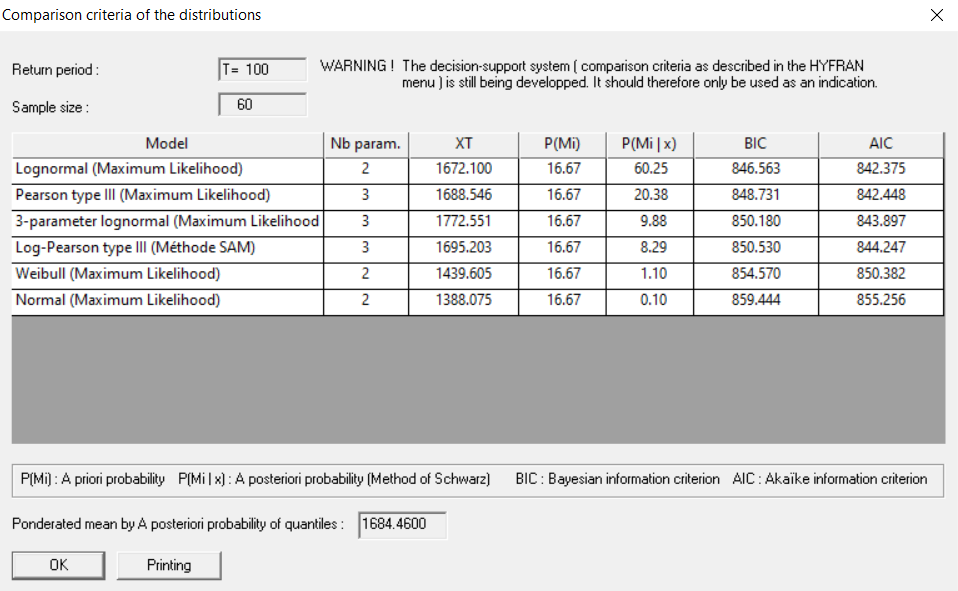 Comparison criteria of the distributions
Return period : T= 100 WARNING ! The decision-support system ( comparison criteria as described in the HYFRAN
menu ) is still being developped. It should therefore only be used as an indication.
Sample size : 60
Model Nb param. XT P(Mi) P(Mi | x) BIC AIC
Lognormal (Maximum Likelihood) 2 1672.100 16.67 60.25 846.563 842.375
Pearson type III (Maximum Likelihood) 3 1688.546 16.67 20.38 848.731 842.448
3-parameter lognormal (Maximum Likelihood 3 1772.551 16.67 9.88 850.180 843.897
Log-Pearson type III (Méthode SAM) 3 1695.203 16.67 8.29 850.530 844.247
Weibull (Maximum Likelihood) 2 1439.605 16.67 1.10 854.570 850.382
Normal (Maximum Likelihood) 2 1388.075 16.67 0.10 859.444 855.256
P(Mi) : A priori probability P(Mi | x) : A posteriori probability (Method of Schwarz) BIC : Bayesian information criterion AIC : Akaïke information criterion
Ponderated mean by A posteriori probability of quantiles : 1684.4600
OK Printing